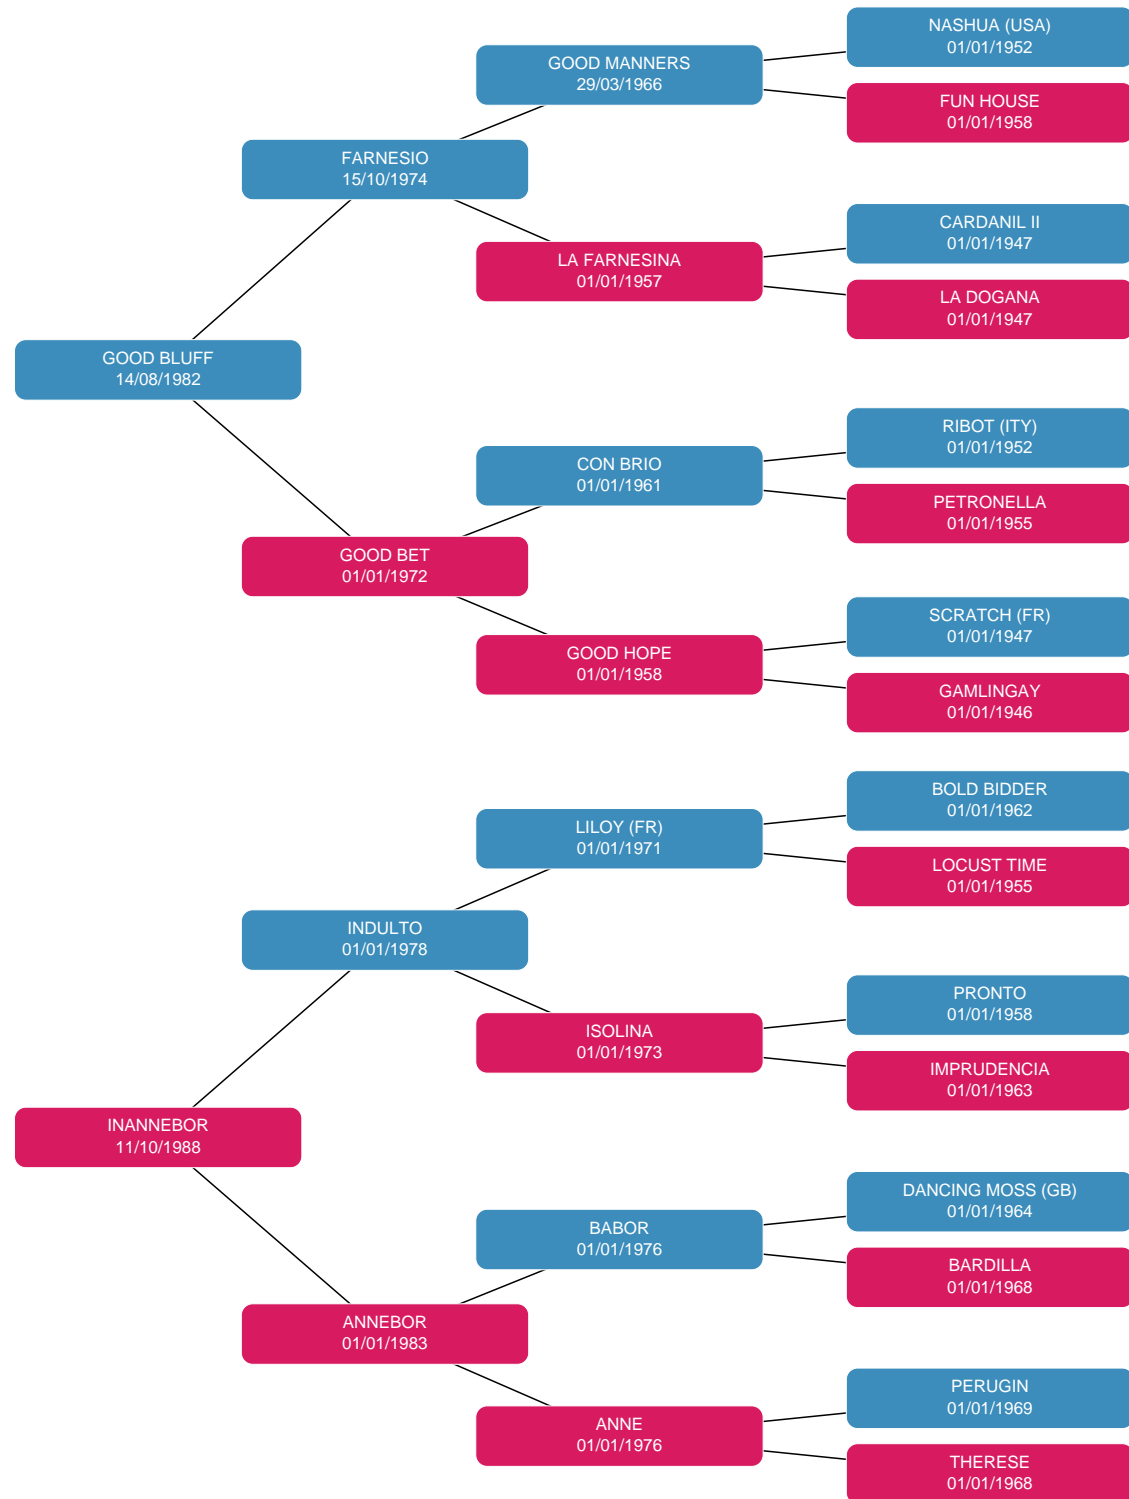 NASHUA (USA)
01/01/1952
GOOD MANNERS
29/03/1966
FUN HOUSE
01/01/1958
FARNESIO
15/10/1974
CARDANIL II
01/01/1947
LA FARNESINA
01/01/1957
LA DOGANA
01/01/1947
GOOD BLUFF
14/08/1982
RIBOT (ITY)
01/01/1952
CON BRIO
01/01/1961
PETRONELLA
01/01/1955
GOOD BET
01/01/1972
SCRATCH (FR)
01/01/1947
GOOD HOPE
01/01/1958
GAMLINGAY
01/01/1946
BOLD BIDDER
01/01/1962
LILOY (FR)
01/01/1971
LOCUST TIME
01/01/1955
INDULTO
01/01/1978
PRONTO
01/01/1958
ISOLINA
01/01/1973
IMPRUDENCIA
01/01/1963
INANNEBOR
11/10/1988
DANCING MOSS (GB)
01/01/1964
BABOR
01/01/1976
BARDILLA
01/01/1968
ANNEBOR
01/01/1983
PERUGIN
01/01/1969
ANNE
01/01/1976
THERESE
01/01/1968